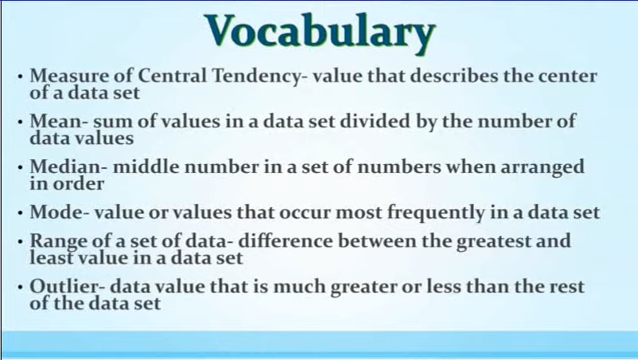 Vocabulary
• Measure of Central Tendency- value that describes the center
of a data set
• Mean- sum of values in a data set divided by the number of
data values
• Median- middle number in a set of numbers when arranged
in order
• Mode- value or values that occur most frequently in a data set
• Range of a set of data- difference between the greatest and
least value in a data set
• Outlier- data value that is much greater or less than the rest
of the data set